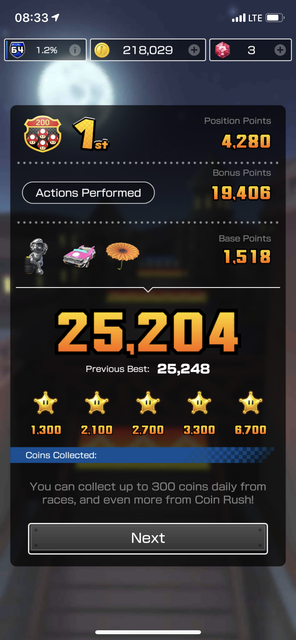 08:33
LTE
64
1.2%
i
218,029
+
3
+
200
1st
Position Points
4,280
Bonus Points
Actions Performed
19,406
Base Points
1,518
25,204
Previous Best: 25,248
1.300 2.100 2.700 3.300 6.700
Coins Collected:
You can collect up to 300 coins daily from
races, and even more from Coin Rush!
Next